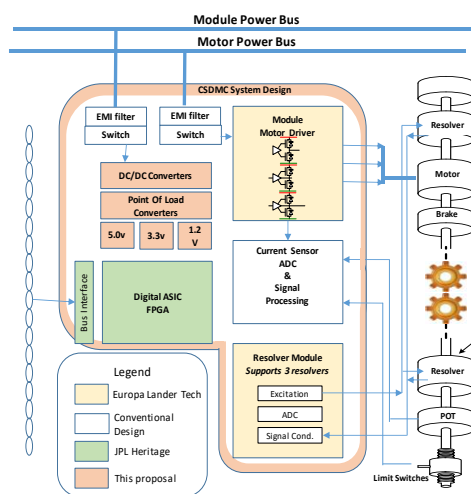 Module Power Bus
Motor Power Bus
CSDMC System Design
EMI filter
Switch
EMI filter
Switch
Module
Motor Driver
DC/DC Converters
Point Of Load
Converters
5.0v
3.3v
1.2
V
Bus Interface
Digital ASIC
FPGA
Current Sensor
ADC
&
Signal
Processing
Resolver Module
Supports 3 resolvers
Excitation
ADC
Signal Cond.
Resolver
Motor
Brake
Resolver
POT
Limit Switches
Legend
Europa Lander Tech
Conventional
Design
JPL Heritage
This proposal